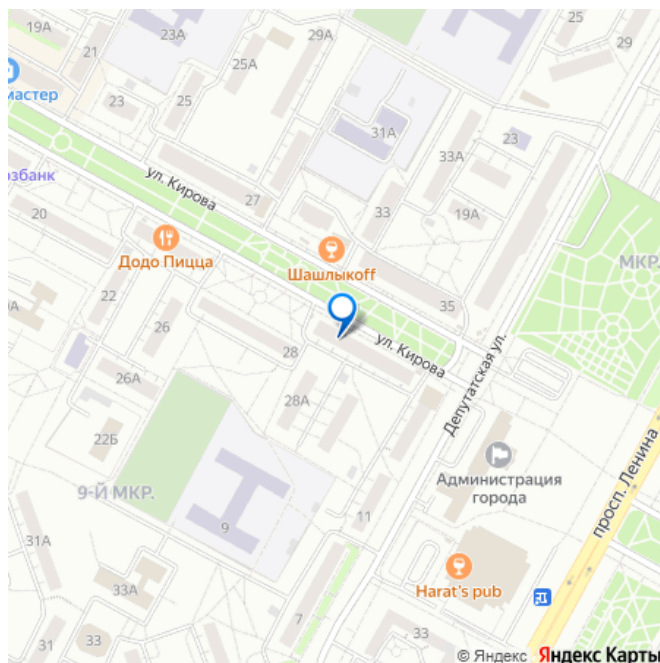 19А
23А
29А
25
21
29
25А
мастер
23
25
31А
23
33А
ул. Кирова
озбанк
27
33
19А
20
Додо Пицца
Шашлыкоff
МКР.
22
35
26
ул. Кирова
Депутатская ул.
28
26А
28А
22Б
Администрация
города
просп. Ленина
9-Й МКР.
11
9
31А
33А
Harat's pub
7
33
31
33
© Яндекс Яндекс Карты